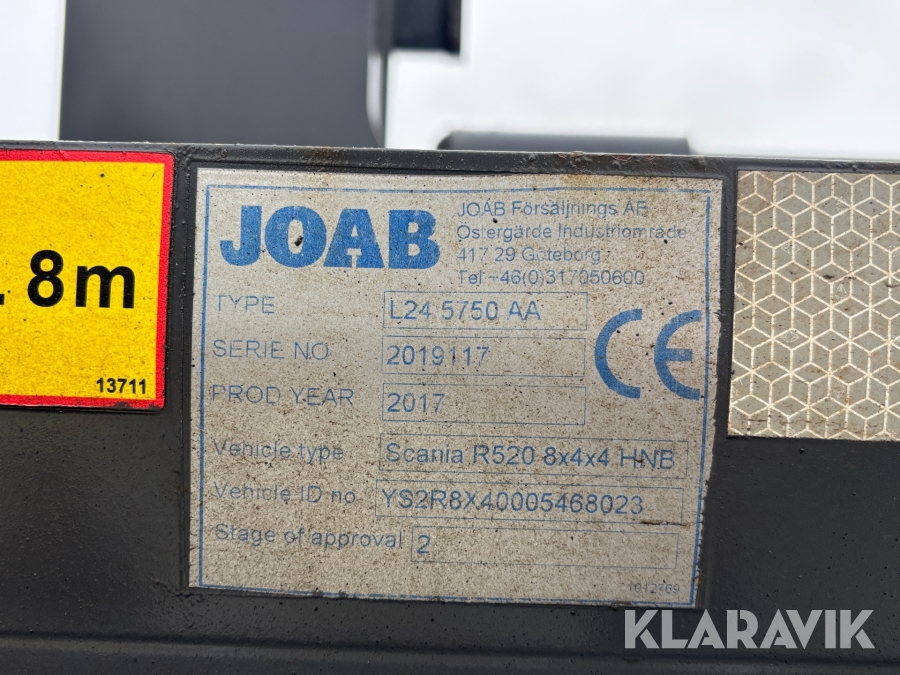 . 8m
13711
JOAB
JOAB Försäljnings AB
Östergärde Industriområde
417 29 Göteborg
Tel +46(0)317050600
TYPE L24 5750 AA
SERIE NO 2019117
PROD YEAR 2017
CE
Vehicle type Scania R520 8x4x4 HNB
Vehicle ID no YS2R8X40005468023
Stage of approval 2
1012769
KLARAVIK